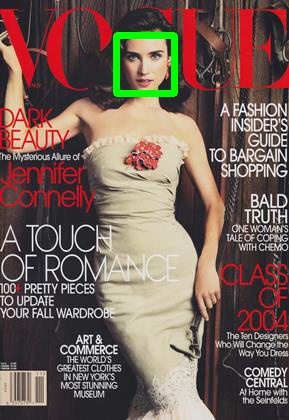 VOGUE
NOV
DARK
BEAUTY
The Mysterious Allure of
Jennifer
Connelly
A TOUCH
OF ROMANCE
100+ PRETTY PIECES
TO UPDATE
YOUR FALL WARDROBE
ART &
COMMERCE
THE WORLD'S
GREATEST CLOTHES
IN NEW YORK'S
MOST STUNNING
MUSEUM
A FASHION
INSIDER'S
GUIDE
TO BARGAIN
SHOPPING
BALD
TRUTH
ONE WOMAN'S
TALE OF COPING
WITH CHEMO
CLASS
OF
2004
The Ten Designers
Who Will Change the
Way You Dress
COMEDY
CENTRAL
At Home with
the Seinfelds